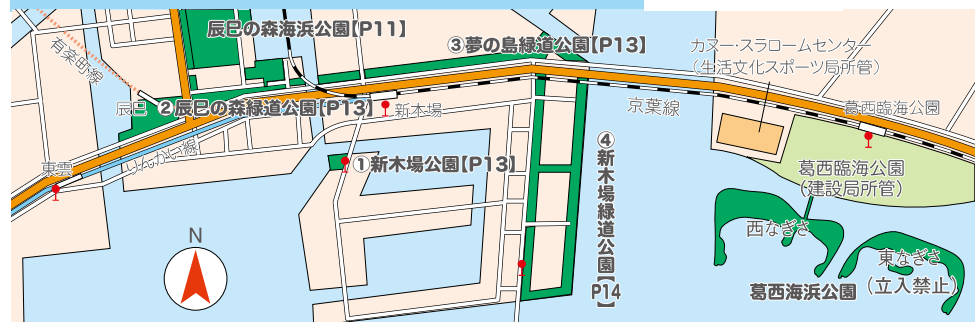 辰巳の森海浜公園【P11】
③夢の島緑道公園【P13】
カヌー・スラロームセンター
(生活文化スポーツ局所管)
有楽町線
辰巳
②辰巳の森緑道公園【P13】
新木場
京葉線
葛西臨海公園
東雲
りんかい線
①新木場公園【P13】
④新木場緑道公園【P14】
葛西臨海公園
(建設局所管)
西なぎさ
東なぎさ
(立入禁止)
葛西海浜公園
N